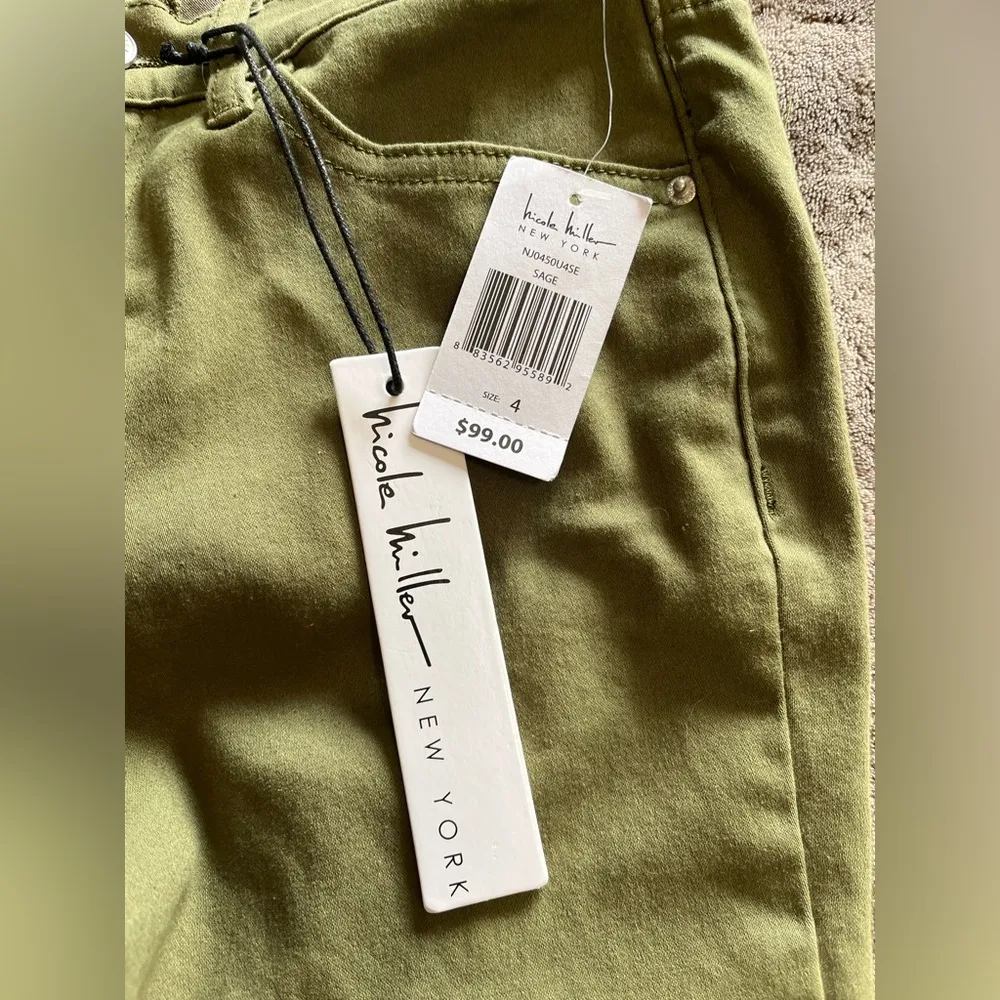 Nicole Miller
NEW YORK
NJ0450U4SE
SAGE
8 83562 95589 2
SIZE: 4
$99.00
Nicole Miller
NEW YORK